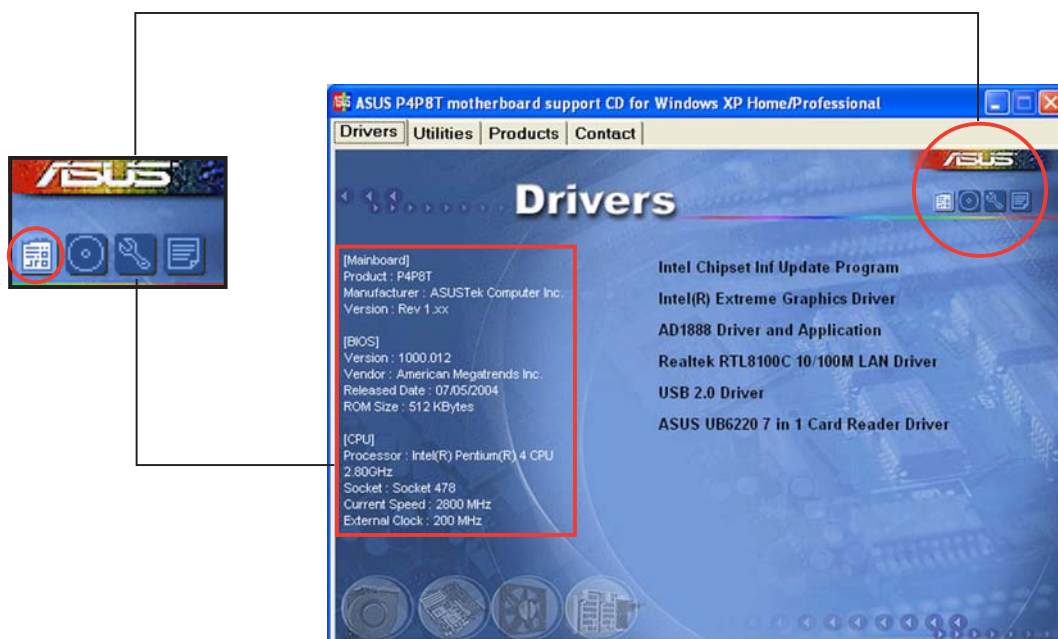 ASUS P4P8T motherboard support CD for Windows XP Home/Professional
Drivers Utilities Products Contact
/SUS
/SUS
Drivers
[Mainboard]
Product : P4P8T
Manufacturer : ASUSTek Computer Inc.
Version : Rev 1.xx
[BIOS]
Version : 1000.012
Vendor : American Megatrends Inc.
Released Date : 07/05/2004
ROM Size : 512 KBytes
[CPU]
Processor : Intel(R) Pentium(R) 4 CPU
2.80GHz
Socket : Socket 478
Current Speed : 2800 MHz
External Clock : 200 MHz
Intel Chipset Inf Update Program
Intel(R) Extreme Graphics Driver
AD1888 Driver and Application
Realtek RTL8100C 10/100M LAN Driver
USB 2.0 Driver
ASUS UB6220 7 in 1 Card Reader Driver